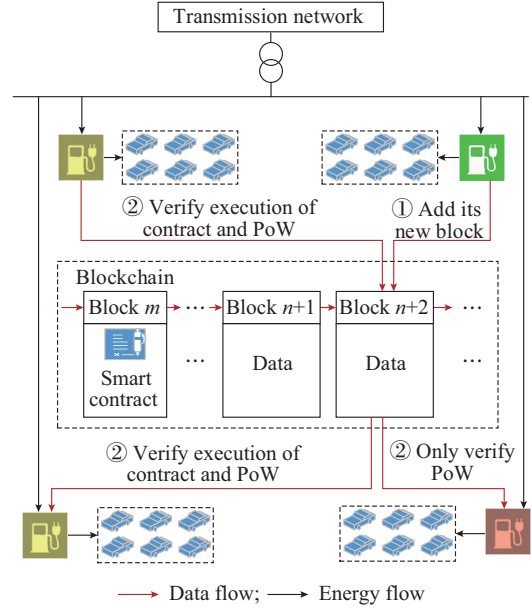 Transmission network
② Verify execution of
contract and PoW
① Add its
new block
Blockchain
Block m
...
Block n+1
Block n+2
...
Smart
contract
...
Data
Data
...
② Verify execution of
contract and PoW
② Only verify
PoW
Data flow;
Energy flow